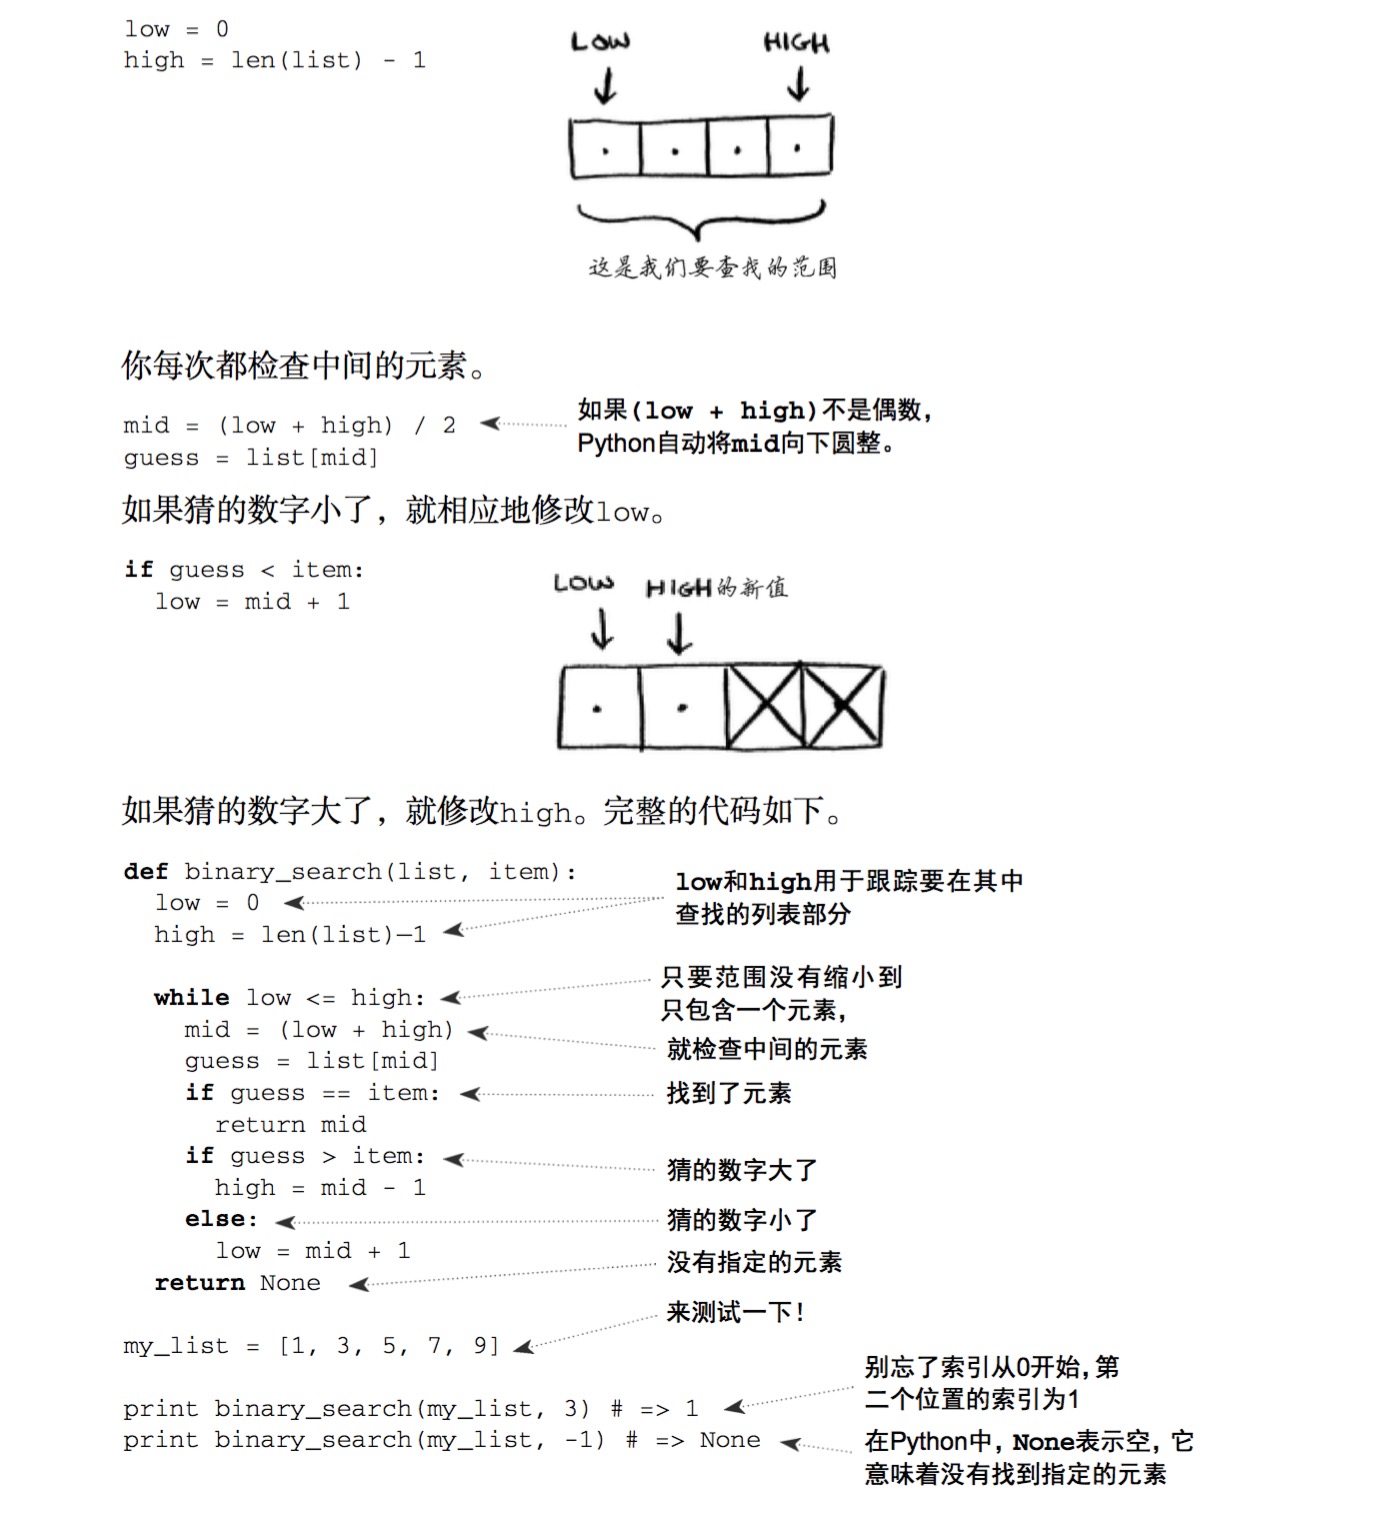 low = 0
high = len(list) - 1
LOW HIGH
这是我们要查找的范围
你每次都检查中间的元素。
mid = (low + high) / 2
guess = list[mid]
如果(low + high)不是偶数，
Python自动将mid向下圆整。
如果猜的数字小了，就相应地修改low。
if guess < item:
  low = mid + 1
LOW HIGH的新值
如果猜的数字大了，就修改high。完整的代码如下。
def binary_search(list, item):
  low = 0
  high = len(list)—1
low和high用于跟踪要在其中
查找的列表部分
  while low <= high:
只要范围没有缩小到
只包含一个元素，
    mid = (low + high)
就检查中间的元素
    guess = list[mid]
    if guess == item:
找到了元素
      return mid
    if guess > item:
猜的数字大了
      high = mid - 1
    else:
猜的数字小了
      low = mid + 1
  return None
没有指定的元素
my_list = [1, 3, 5, 7, 9]
来测试一下！
print binary_search(my_list, 3) # => 1
别忘了索引从0开始，第
二个位置的索引为1
print binary_search(my_list, -1) # => None
在Python中，None表示空，它
意味着没有找到指定的元素